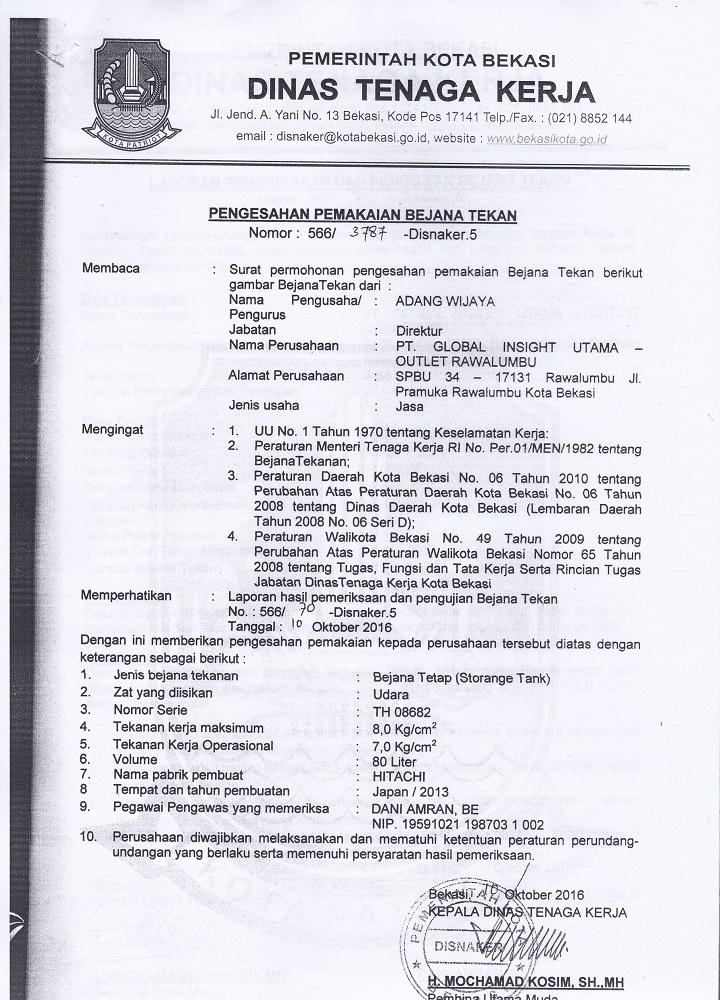 PEMERINTAH KOTA BEKASI
DINAS TENAGA KERJA
Jl. Jend. A. Yani No. 13 Bekasi, Kode Pos 17141 Telp./Fax. : (021) 8852 144
email : disnaker@kotabekasi.go.id, website : www.bekasikota.go.id
KOTA PATRIOT
PENGESAHAN PEMAKAIAN BEJANA TEKAN
Nomor : 566/ 3787 -Disnaker.5
Membaca : Surat permohonan pengesahan pemakaian Bejana Tekan berikut
gambar BejanaTekan dari :
Nama Pengusaha/ : ADANG WIJAYA
Pengurus
Jabatan : Direktur
Nama Perusahaan : PT. GLOBAL INSIGHT UTAMA –
OUTLET RAWALUMBU
Alamat Perusahaan : SPBU 34 – 17131 Rawalumbu Jl.
Pramuka Rawalumbu Kota Bekasi
Jenis usaha : Jasa
Mengingat : 1. UU No. 1 Tahun 1970 tentang Keselamatan Kerja:
2. Peraturan Menteri Tenaga Kerja RI No. Per.01/MEN/1982 tentang
BejanaTekanan;
3. Peraturan Daerah Kota Bekasi No. 06 Tahun 2010 tentang
Perubahan Atas Peraturan Daerah Kota Bekasi No. 06 Tahun
2008 tentang Dinas Daerah Kota Bekasi (Lembaran Daerah
Tahun 2008 No. 06 Seri D);
4. Peraturan Walikota Bekasi No. 49 Tahun 2009 tentang
Perubahan Atas Peraturan Walikota Bekasi Nomor 65 Tahun
2008 tentang Tugas, Fungsi dan Tata Kerja Serta Rincian Tugas
Jabatan DinasTenaga Kerja Kota Bekasi
Memperhatikan : Laporan hasil pemeriksaan dan pengujian Bejana Tekan
No. : 566/ 70 -Disnaker.5
Tanggal : 10 Oktober 2016
Dengan ini memberikan pengesahan pemakaian kepada perusahaan tersebut diatas dengan
keterangan sebagai berikut :
1. Jenis bejana tekanan : Bejana Tetap (Storange Tank)
2. Zat yang diisikan : Udara
3. Nomor Serie : TH 08682
4. Tekanan kerja maksimum : 8,0 Kg/cm²
5. Tekanan Kerja Operasional : 7,0 Kg/cm²
6. Volume : 80 Liter
7. Nama pabrik pembuat : HITACHI
8 Tempat dan tahun pembuatan : Japan / 2013
9. Pegawai Pengawas yang memeriksa : DANI AMRAN, BE
NIP. 19591021 198703 1 002
10. Perusahaan diwajibkan melaksanakan dan mematuhi ketentuan peraturan perundang-
undangan yang berlaku serta memenuhi persyaratan hasil pemeriksaan.
Bekasi, 10 Oktober 2016
KEPALA DINAS TENAGA KERJA
DISNAKER
H. MOCHAMAD KOSIM, SH.,MH
Pembina Utama Muda